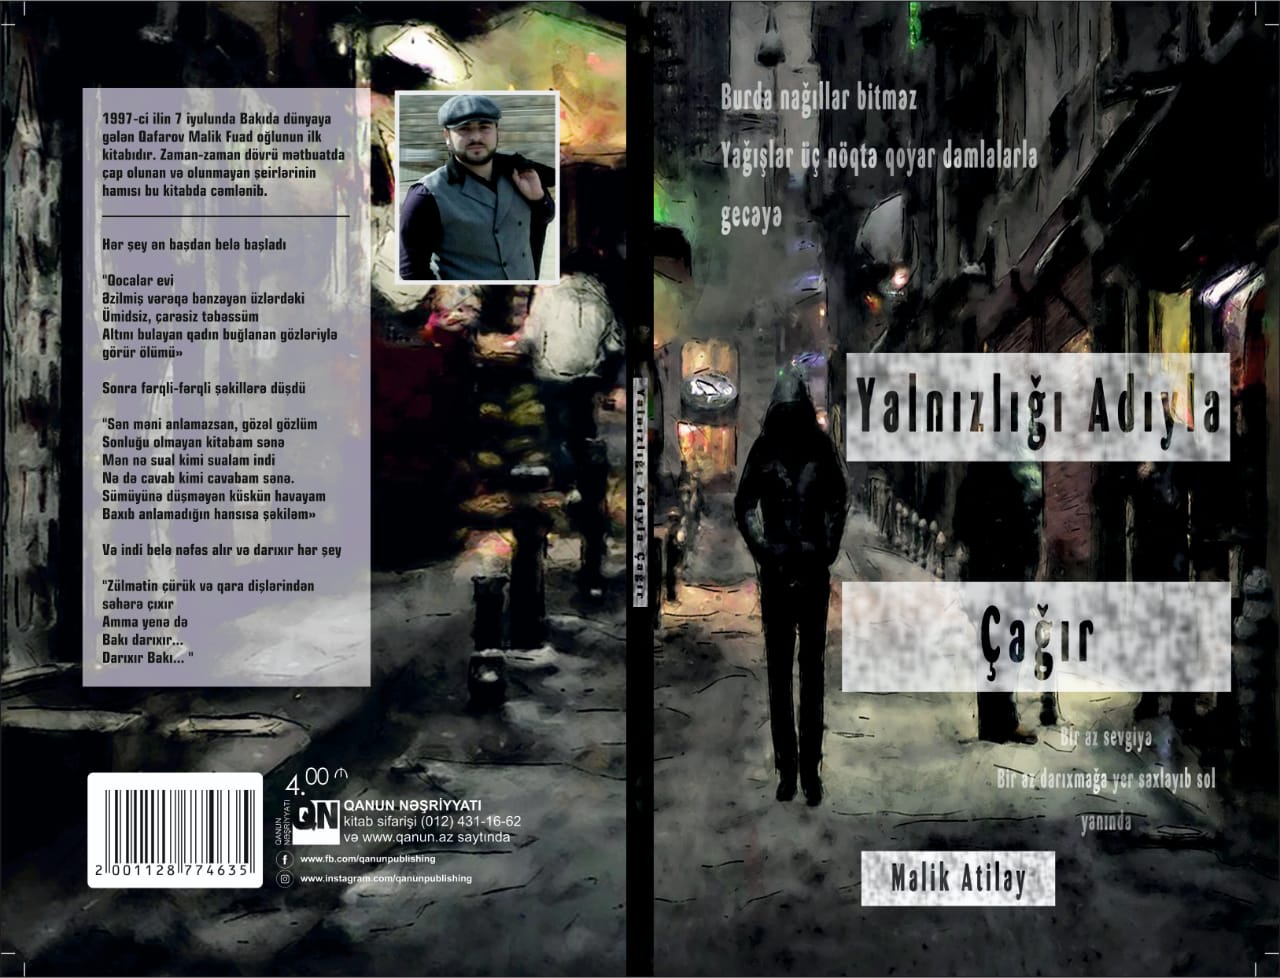 1997-ci ilin 7 iyulunda Bakıda dünyaya
gələn Qafarov Malik Fuad oğlunun ilk
kitabıdır. Zaman-zaman dövrü mətbuatda
çap olunan və olunmayan şeirlərinin
hamısı bu kitabda cəmlənib.
Hər şey ən başdan belə başladı
"Qocalar evi
Əzilmiş vərəqə bənzəyən üzlərdəki
Ümidsiz, çarəsiz təbəssüm
Altını bulayan qadın buğlanan gözləriylə
görür ölümü»
Sonra fərqli-fərqli şəkillərə düşdü
"Sən məni anlamazsan, gözəl gözlüm
Sonluğu olmayan kitabam sənə
Mən nə sual kimi sualam indi
Nə də cavab kimi cavabam sənə.
Sümüyünə düşməyən küskün havayam
Baxıb anlamadığın hansısa şəkiləm»
Və indi belə nəfəs alır və darıxır hər şey
"Zülmətin çürük və qara dişlərindən
səhərə çıxır
Amma yenə də
Bakı darıxır...
Darıxır Bakı... "
2 001128 774635
4.00 ₼
QANUN
NƏŞRİYYATI
QN
QANUN NƏŞRİYYATI
kitab sifarişi (012) 431-16-62
və www.qanun.az saytında
www.fb.com/qanunpublishing
www.instagram.com/qanunpublishing
Yalnızlığı Adıyla Çağır
Burda nağıllar bitməz
Yağışlar üç nöqtə qoyar damlalarla
gecəyə
Yalnızlığı Adıyla
Çağır
Bir az sevgiyə
Bir az darıxmağa yer saxlayıb sol
yanında
Malik Atilay